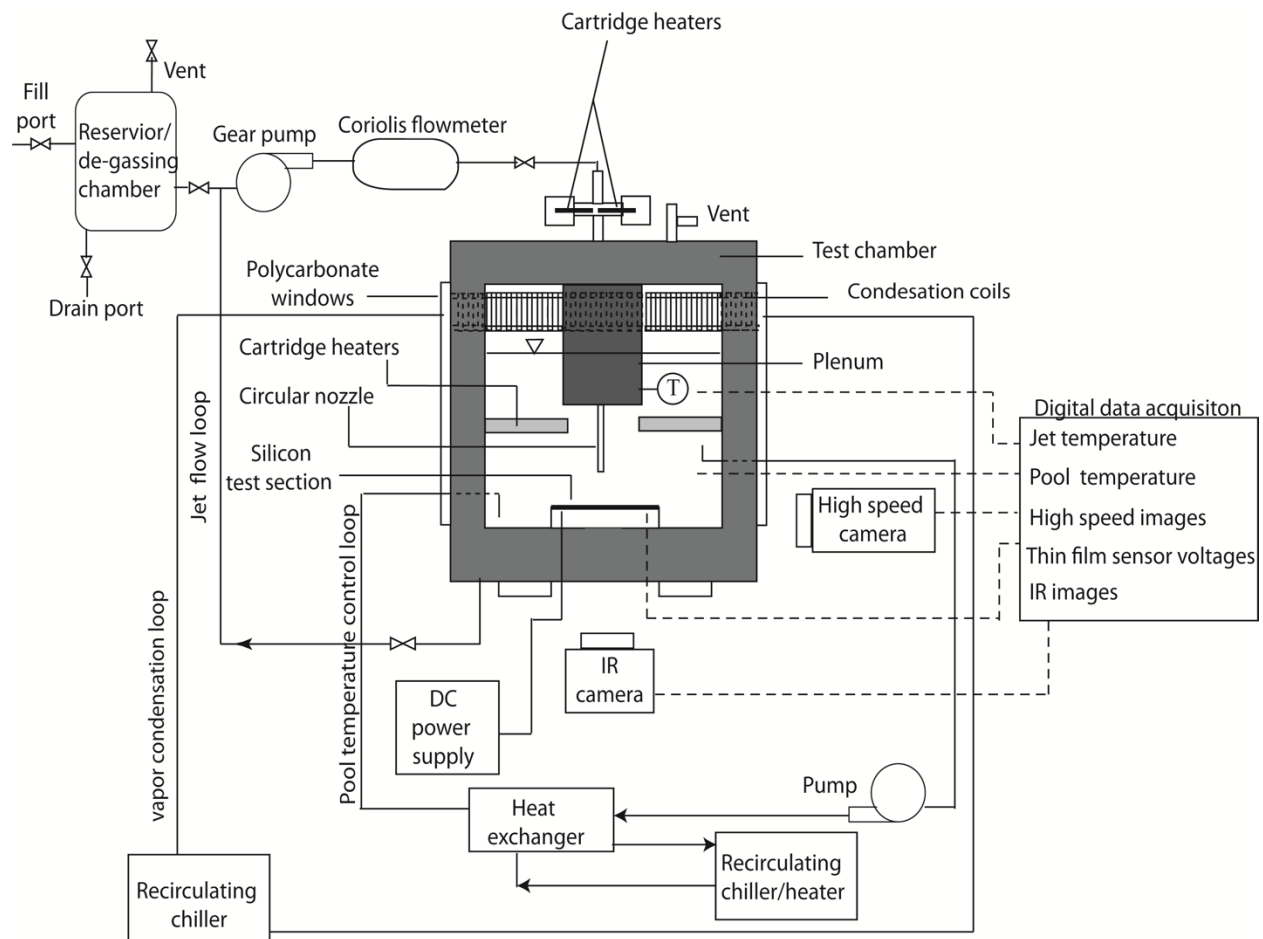 Cartridge heaters
Vent
Fill
port
Reservior/
de-gassing
chamber
Gear pump
Coriolis flowmeter
Drain port
Vent
Test chamber
Polycarbonate
windows
Condesation coils
Cartridge heaters
Plenum
T
Circular nozzle
Silicon
test section
Jet flow loop
Pool temperature control loop
vapor condensation loop
Digital data acquisiton
Jet temperature
Pool temperature
High speed images
Thin film sensor voltages
IR images
High speed
camera
IR
camera
DC
power
supply
Pump
Heat
exchanger
Recirculating
chiller/heater
Recirculating
chiller